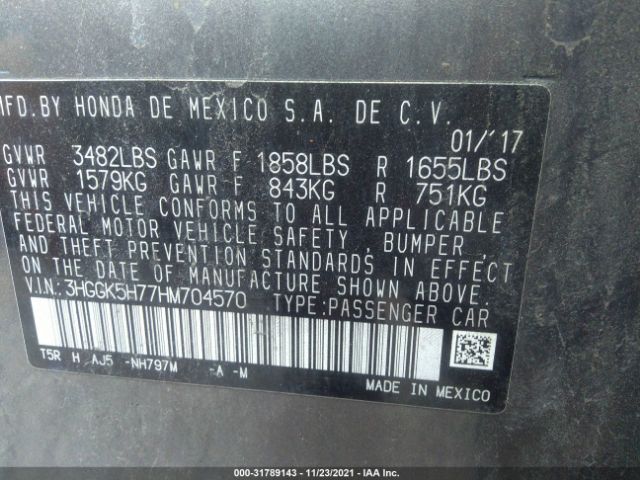 MFD.BY HONDA DE MEXICO S.A. DE C.V.
01/'17
GVWR 3482LBS GAWR F 1858LBS R 1655LBS
GVWR 1579KG GAWR F 843KG R 751KG
THIS VEHICLE CONFORMS TO ALL APPLICABLE
FEDERAL MOTOR VEHICLE SAFETY, BUMPER,
AND THEFT PREVENTION STANDARDS IN EFFECT
ON THE DATE OF MANUFACTURE SHOWN ABOVE.
V.I.N.: 3HGGK5H77HM704570 TYPE:PASSENGER CAR
T5R H AJ5 -NH797M -A -M
MADE IN MEXICO
000-31789143 - 11/23/2021 - IAA Inc.